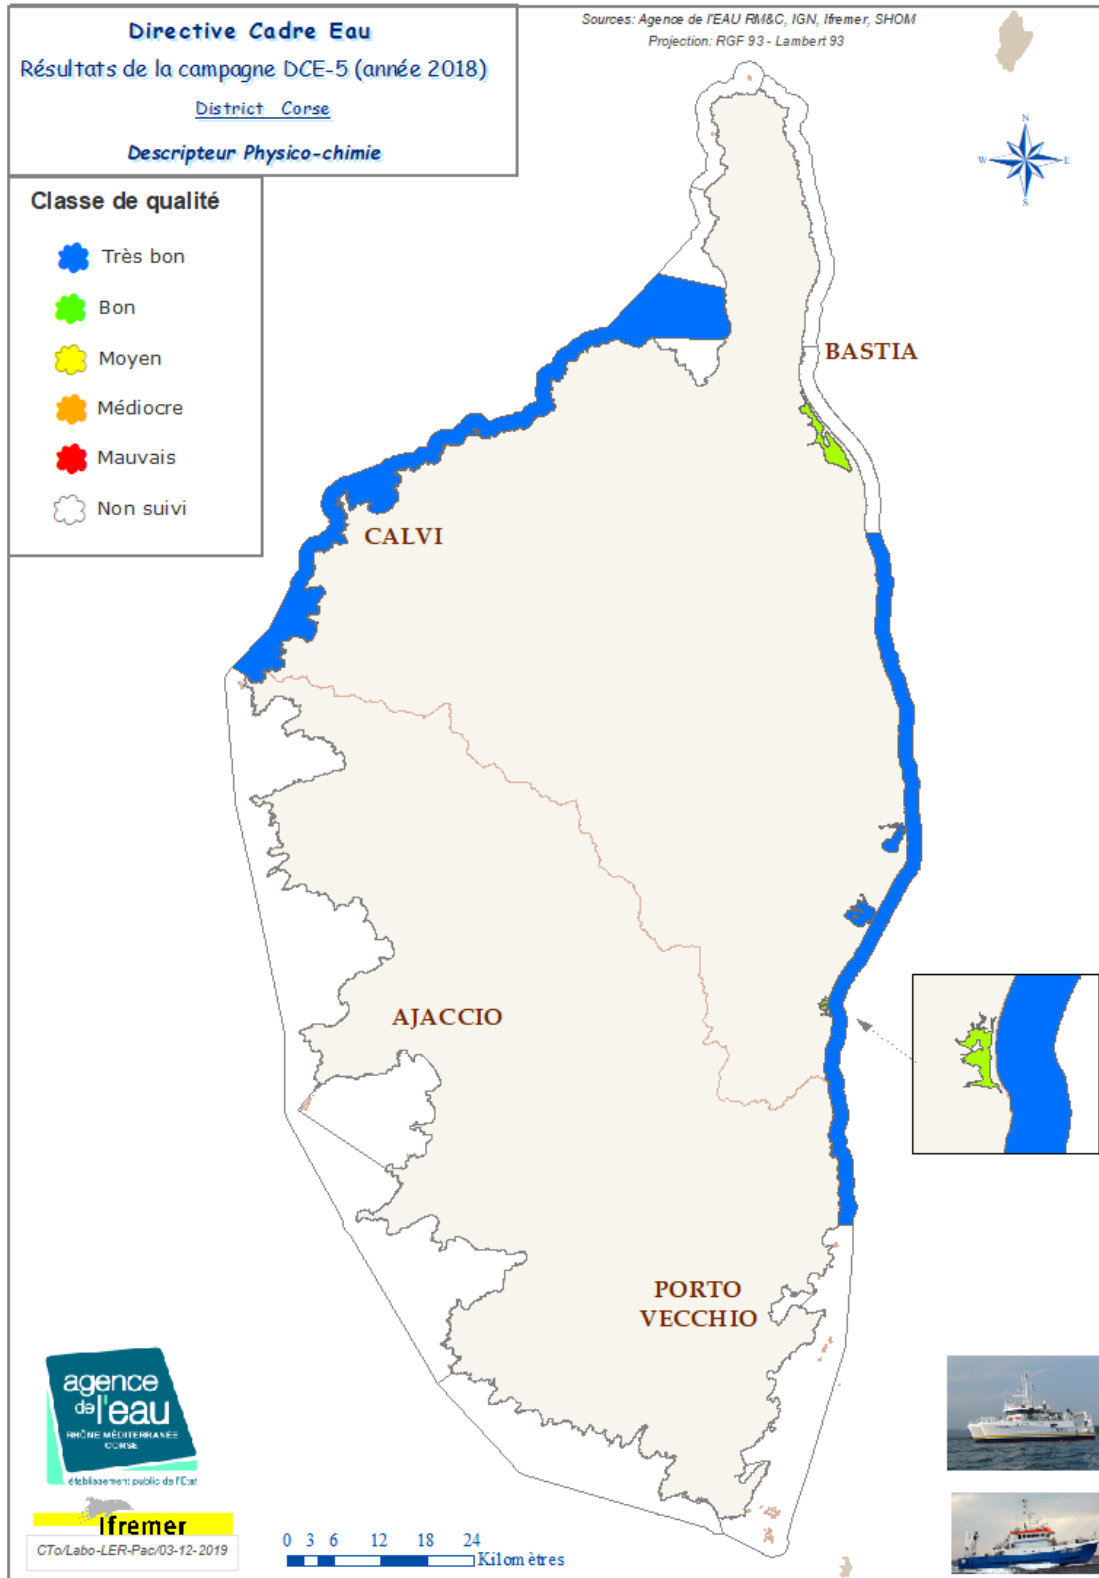 Directive Cadre Eau
Résultats de la campagne DCE-5 (année 2018)
District Corse
Descripteur Physico-chimie
Sources: Agence de l'EAU RM&C, IGN, Ifremer, SHOM
Projection: RGF 93 - Lambert 93
N
W
E
S
Classe de qualité
Très bon
Bon
Moyen
Médiocre
Mauvais
Non suivi
BASTIA
CALVI
AJACCIO
PORTO
VECCHIO
agence
de l'eau
RHÔNE MÉDITERRANÉE
CORSE
établissement public de l'Etat
Ifremer
CTo/Labo-LER-Pac/03-12-2019
0 3 6 12 18 24
Kilomètres